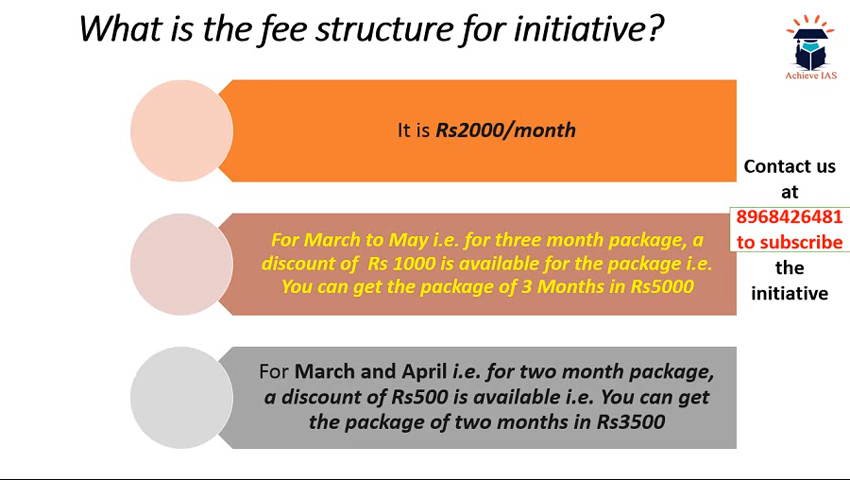 What is the fee structure for initiative?
Achieve IAS
It is Rs2000/month
For March to May i.e. for three month package, a
discount of Rs 1000 is available for the package i.e.
You can get the package of 3 Months in Rs5000
For March and April i.e. for two month package,
a discount of Rs500 is available i.e. You can get
the package of two months in Rs3500
Contact us
at
8968426481
to subscribe
the
initiative